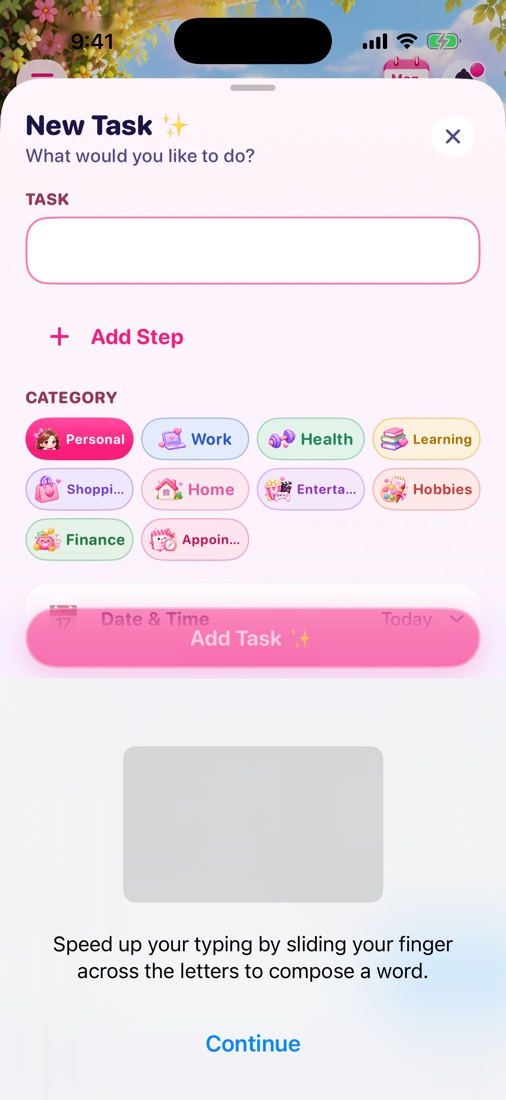 9:41
Mon
New Task ✨
What would you like to do?
TASK
+ Add Step
CATEGORY
Personal
Work
Health
Learning
Shoppi...
Home
Enterta...
Hobbies
Finance
Appoin...
17
Date & Time
Today
Add Task ✨
Speed up your typing by sliding your finger
across the letters to compose a word.
Continue